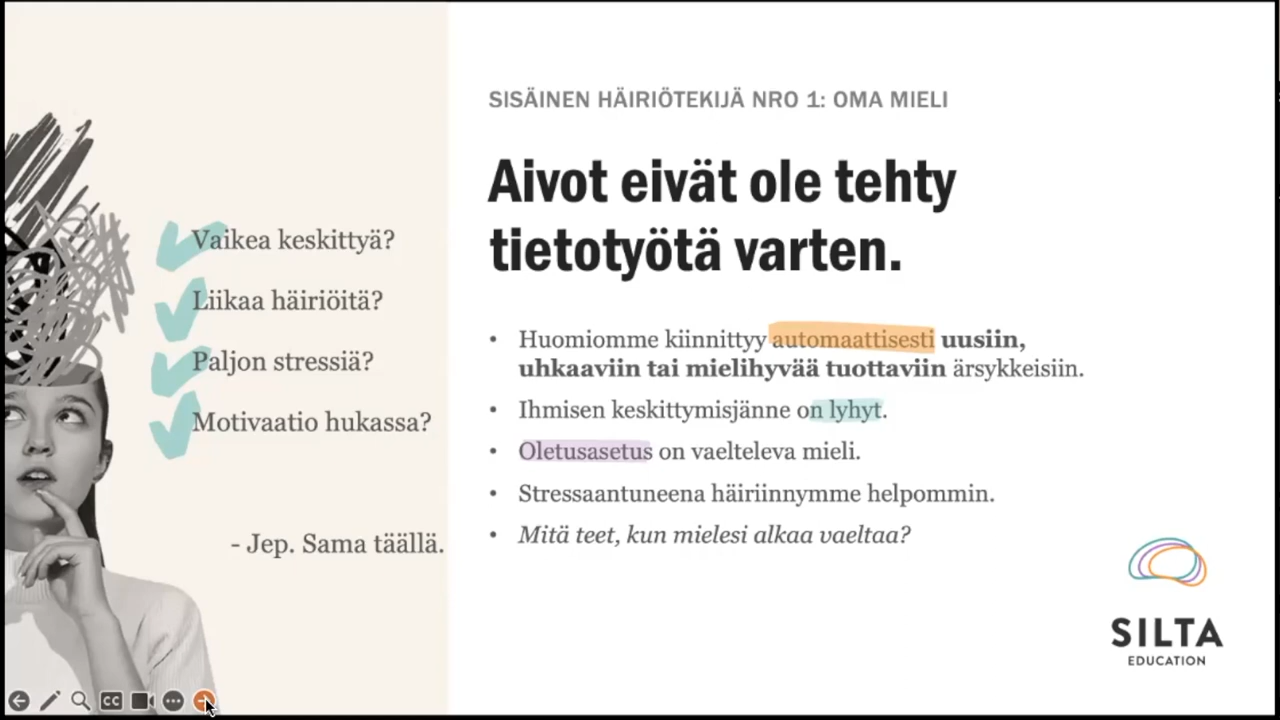 SISÄINEN HÄIRIÖTEKIJÄ NRO 1: OMA MIELI
Aivot eivät ole tehty
tietotyötä varten.
Vaikea keskittyä?
Liikaa häiriöitä?
Paljon stressiä?
Motivaatio hukassa?
- Jep. Sama täällä.
• Huomiomme kiinnittyy automaattisesti uusiin,
uhkaaviin tai mielihyvää tuottaviin ärsykkeisiin.
• Ihmisen keskittymisjänne on lyhyt.
• Oletusasetus on vaelteleva mieli.
• Stressaantuneena häiriinnymme helpommin.
• Mitä teet, kun mielesi alkaa vaeltaa?
SILTA
EDUCATION
CC